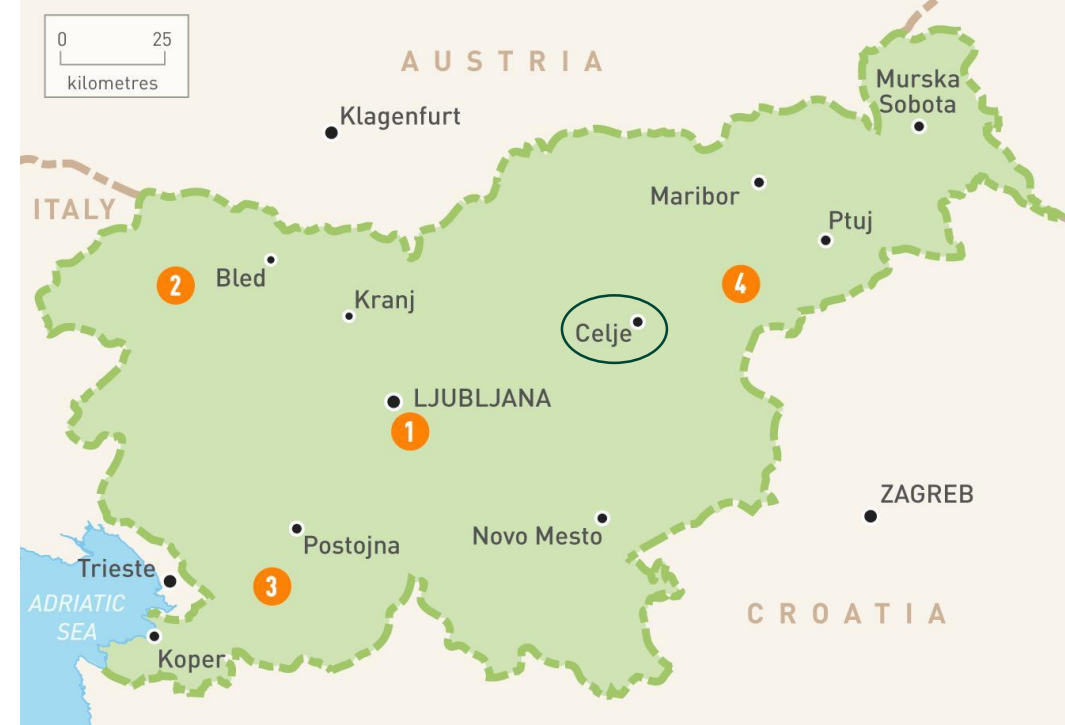 0 25
kilometres
AUSTRIA
Klagenfurt
Murska
Sobota
Maribor
ITALY
Ptuj
Bled
2
4
Kranj
Celje
LJUBLJANA
1
ZAGREB
Novo Mesto
Postojna
Trieste
3
ADRIATIC
SEA
CROATIA
Koper